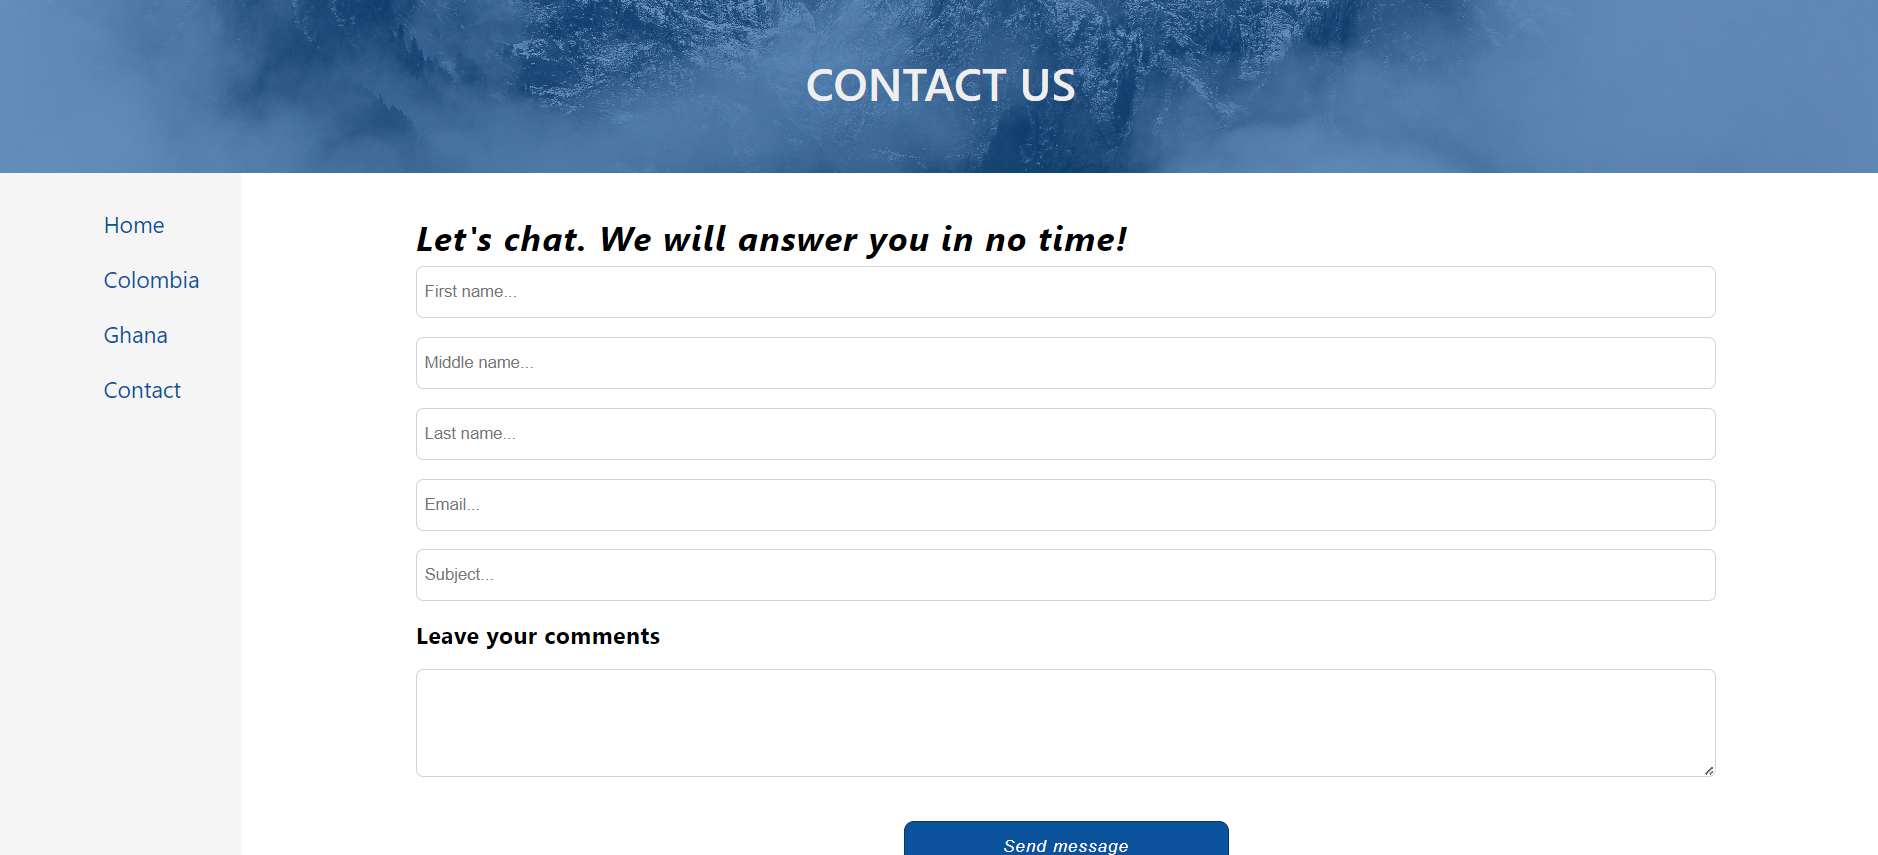 CONTACT US
Home
Colombia
Ghana
Contact
Let's chat. We will answer you in no time!
First name...
Middle name...
Last name...
Email...
Subject...
Leave your comments
Send message